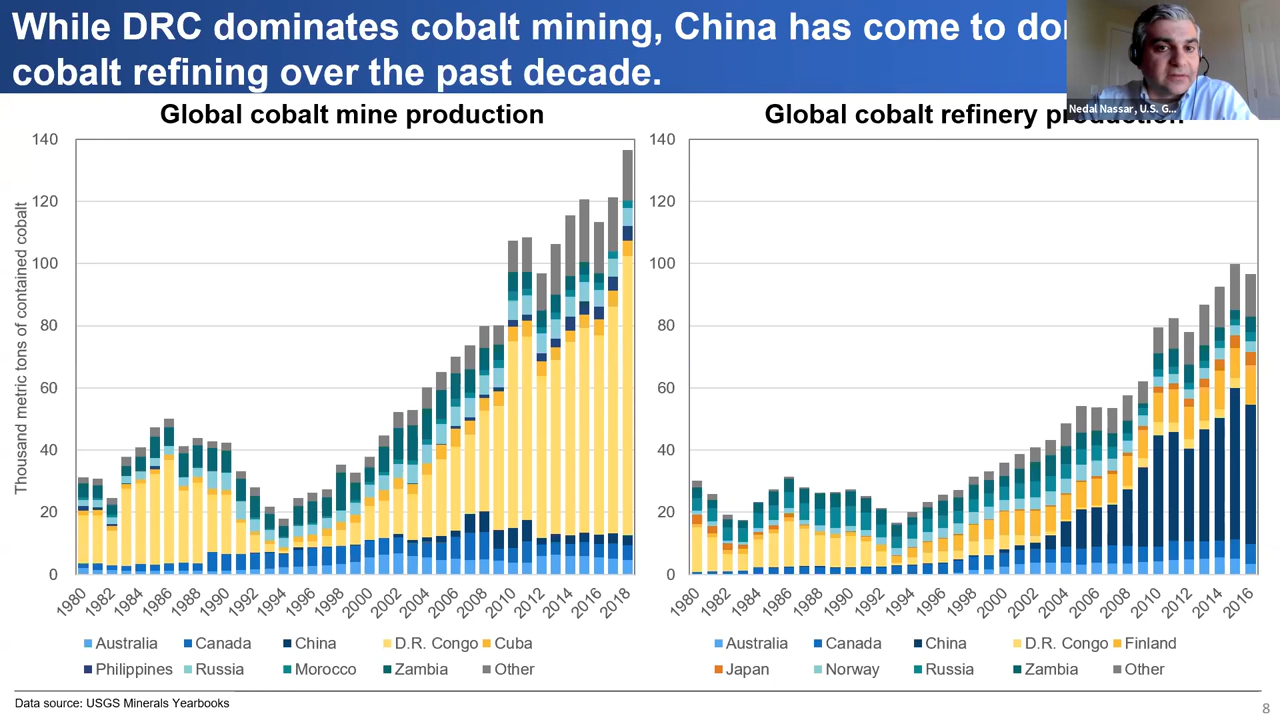 While DRC dominates cobalt mining, China has come to
cobalt refining over the past decade.
Nedal Nassar, U.S. G...
Global cobalt mine production
Global cobalt refinery
Thousand metric tons of contained cobalt
140
120
100
80
60
40
20
0
1980
1982
1984
1986
1988
1990
1992
1994
1996
1998
2000
2002
2004
2006
2008
2010
2012
2014
2016
2018
Australia
Canada
China
D.R. Congo
Cuba
Philippines
Russia
Morocco
Zambia
Other
140
120
100
80
60
40
20
0
1980
1982
1984
1986
1988
1990
1992
1994
1996
1998
2000
2002
2004
2006
2008
2010
2012
2014
2016
Australia
Canada
China
D.R. Congo
Finland
Japan
Norway
Russia
Zambia
Other
Data source: USGS Minerals Yearbooks
8